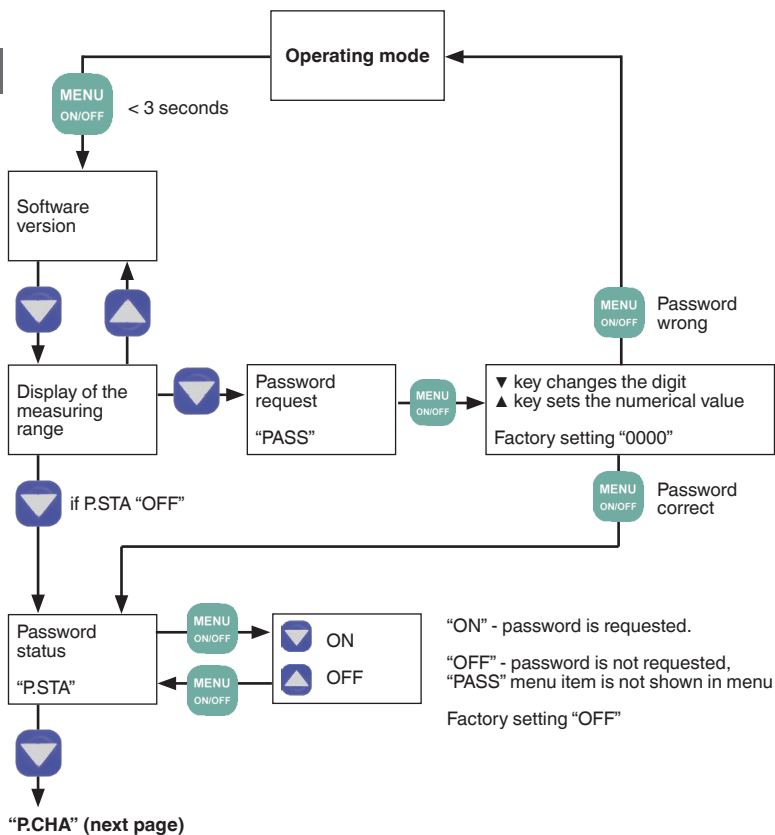 Operating mode
MENU
ON/OFF
< 3 seconds
Software
version
MENU
ON/OFF
Password
wrong
Display of the
measuring
range
Password
request
"PASS"
MENU
ON/OFF
▼ key changes the digit
▲ key sets the numerical value
Factory setting "0000"
if P.STA "OFF"
MENU
ON/OFF
Password
correct
Password
status
"P.STA"
MENU
ON/OFF
ON
OFF
MENU
ON/OFF
"ON" - password is requested.
"OFF" - password is not requested,
"PASS" menu item is not shown in menu
Factory setting "OFF"
"P.CHA" (next page)